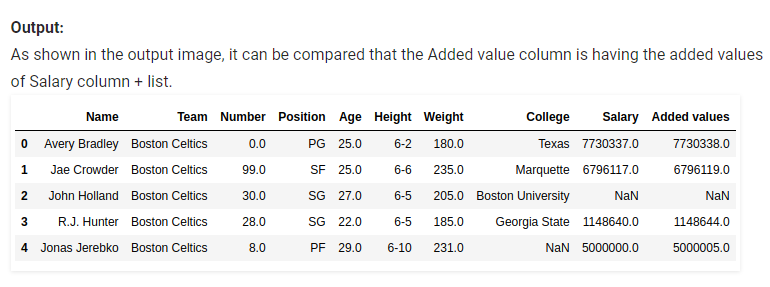 Output:
As shown in the output image, it can be compared that the Added value column is having the added values
of Salary column + list.
Name Team Number Position Age Height Weight College Salary Added values
0 Avery Bradley Boston Celtics 0.0 PG 25.0 6-2 180.0 Texas 7730337.0 7730338.0
1 Jae Crowder Boston Celtics 99.0 SF 25.0 6-6 235.0 Marquette 6796117.0 6796119.0
2 John Holland Boston Celtics 30.0 SG 27.0 6-5 205.0 Boston University NaN NaN
3 R.J. Hunter Boston Celtics 28.0 SG 22.0 6-5 185.0 Georgia State 1148640.0 1148644.0
4 Jonas Jerebko Boston Celtics 8.0 PF 29.0 6-10 231.0 NaN 5000000.0 5000005.0